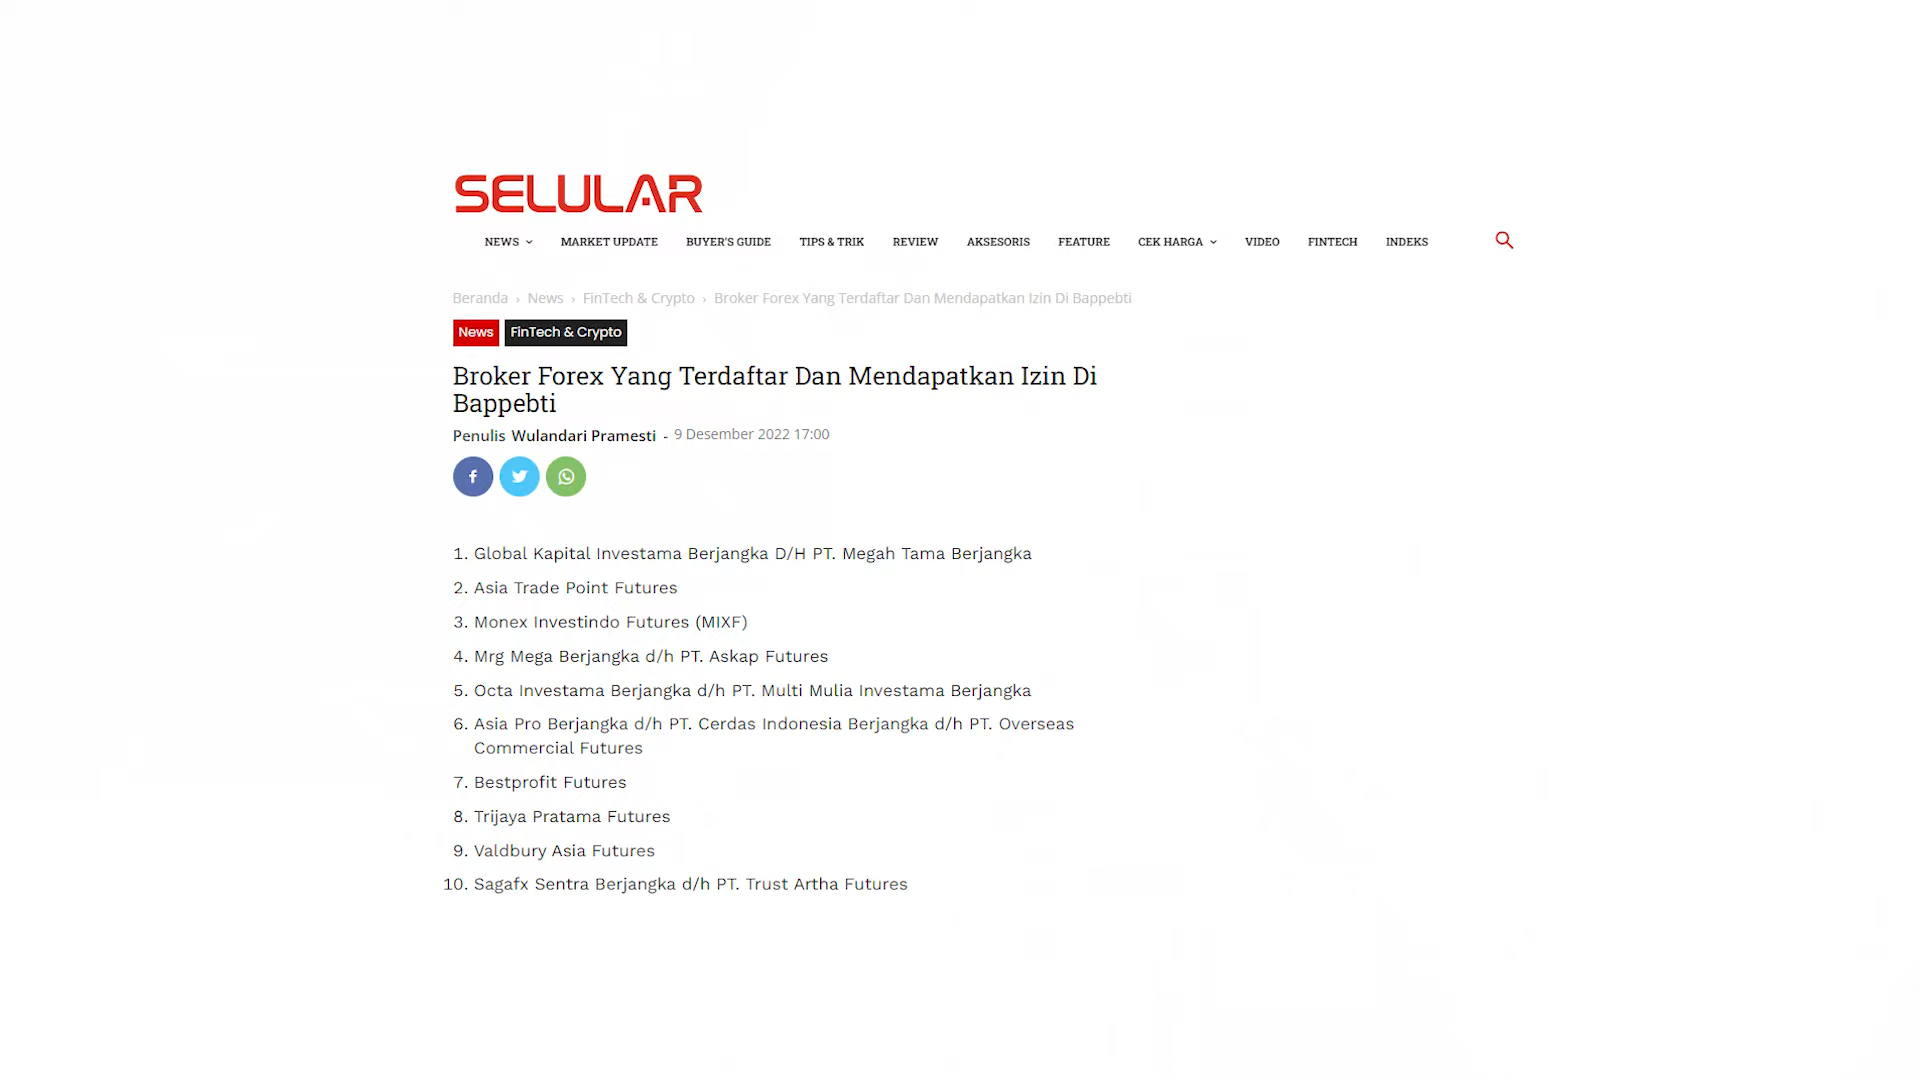 SELULAR
NEWS MARKET UPDATE BUYER'S GUIDE TIPS & TRIK REVIEW AKSESORIS FEATURE CEK HARGA VIDEO FINTECH INDEKS
Beranda › News › FinTech & Crypto › Broker Forex Yang Terdaftar Dan Mendapatkan Izin Di Bappebti
News FinTech & Crypto
Broker Forex Yang Terdaftar Dan Mendapatkan Izin Di
Bappebti
Penulis Wulandari Pramesti - 9 Desember 2022 17:00
1. Global Kapital Investama Berjangka D/H PT. Megah Tama Berjangka
2. Asia Trade Point Futures
3. Monex Investindo Futures (MIXF)
4. Mrg Mega Berjangka d/h PT. Askap Futures
5. Octa Investama Berjangka d/h PT. Multi Mulia Investama Berjangka
6. Asia Pro Berjangka d/h PT. Cerdas Indonesia Berjangka d/h PT. Overseas
Commercial Futures
7. Bestprofit Futures
8. Trijaya Pratama Futures
9. Valdbury Asia Futures
10. Sagafx Sentra Berjangka d/h PT. Trust Artha Futures